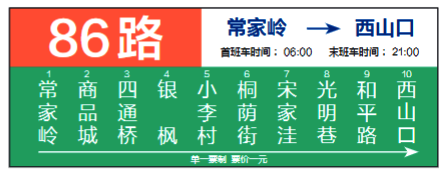 86路
常家岭 → 西山口
首班车时间： 06:00 末班车时间： 21:00
1 常家岭
2 商品城
3 四通桥
4 银枫
5 小李村
6 桐荫街
7 宋家洼
8 光明巷
9 和平路
10 西山口
单一票制 票价一元